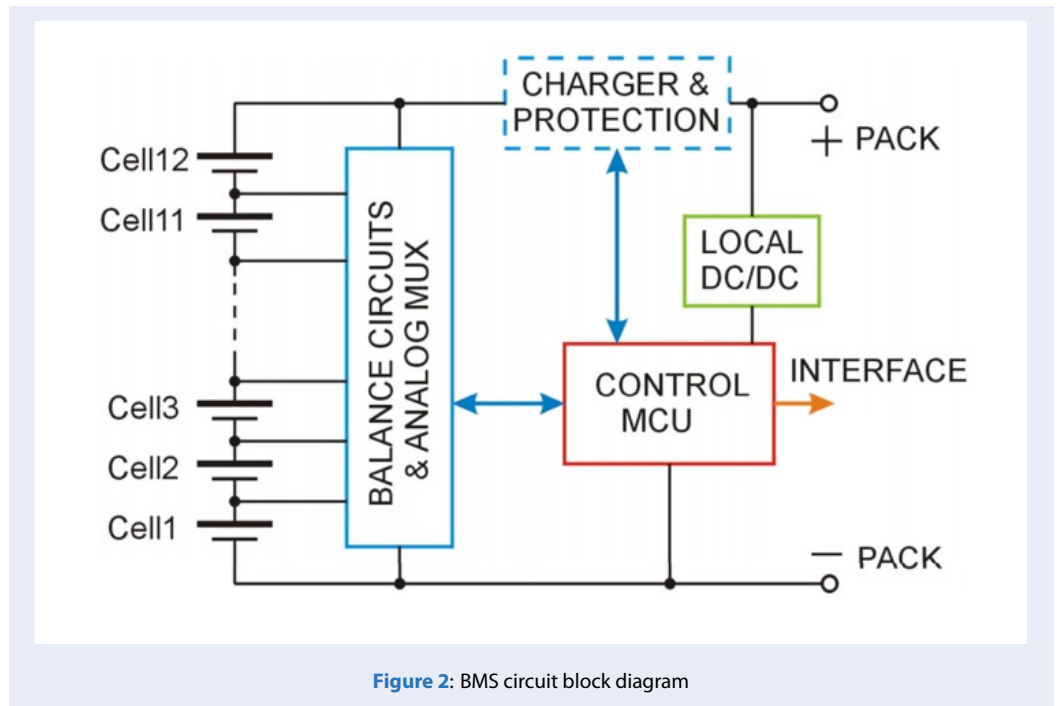 CHARGER &
PROTECTION
+ PACK
Cell12
Cell11
LOCAL
DC/DC
BALANCE CIRCUITS
& ANALOG MUX
CONTROL
MCU
INTERFACE
Cell3
Cell2
Cell1
— PACK
Figure 2: BMS circuit block diagram